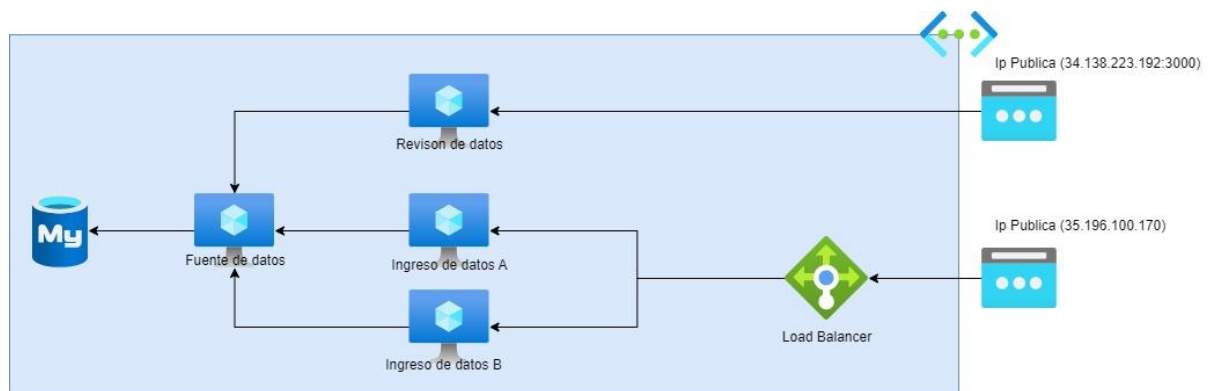 Ip Publica (34.138.223.192:3000)
Revison de datos
Ip Publica (35.196.100.170)
My
Fuente de datos
Ingreso de datos A
Load Balancer
Ingreso de datos B